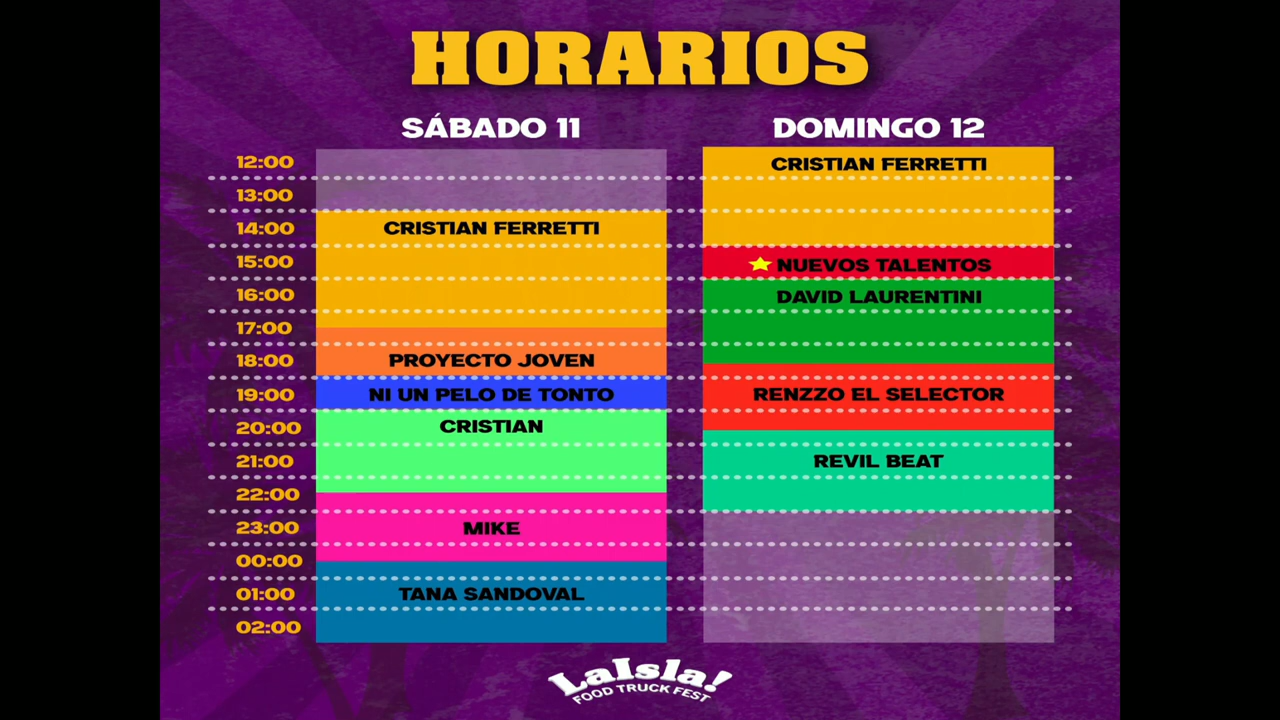 HORARIOS
SÁBADO 11
DOMINGO 12
12:00
CRISTIAN FERRETTI
13:00
14:00
CRISTIAN FERRETTI
15:00
NUEVOS TALENTOS
16:00
DAVID LAURENTINI
17:00
18:00
PROYECTO JOVEN
19:00
NI UN PELO DE TONTO
RENZZO EL SELECTOR
20:00
CRISTIAN
21:00
REVIL BEAT
22:00
23:00
MIKE
00:00
01:00
TANA SANDOVAL
02:00
LaIsla!
FOOD TRUCK FEST